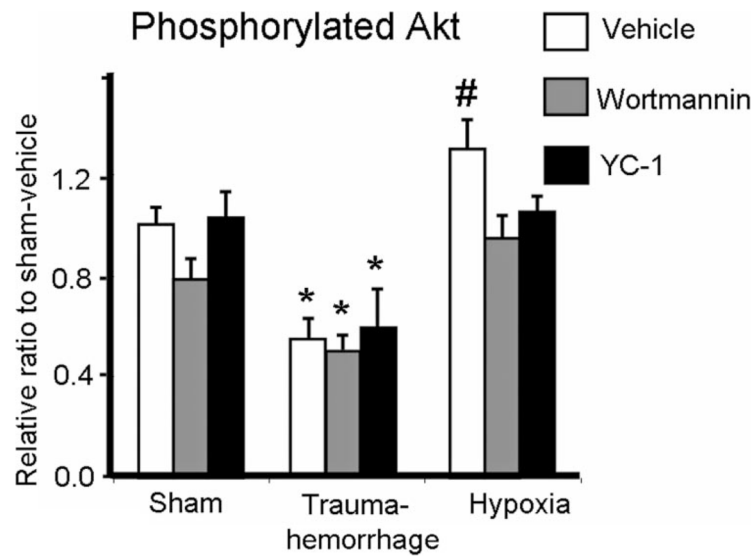 Phosphorylated Akt
Vehicle
Wortmannin
YC-1
Relative ratio to sham-vehicle
1.2
0.8
0.4
0.0
#
* * *
Sham
Trauma-
hemorrhage
Hypoxia